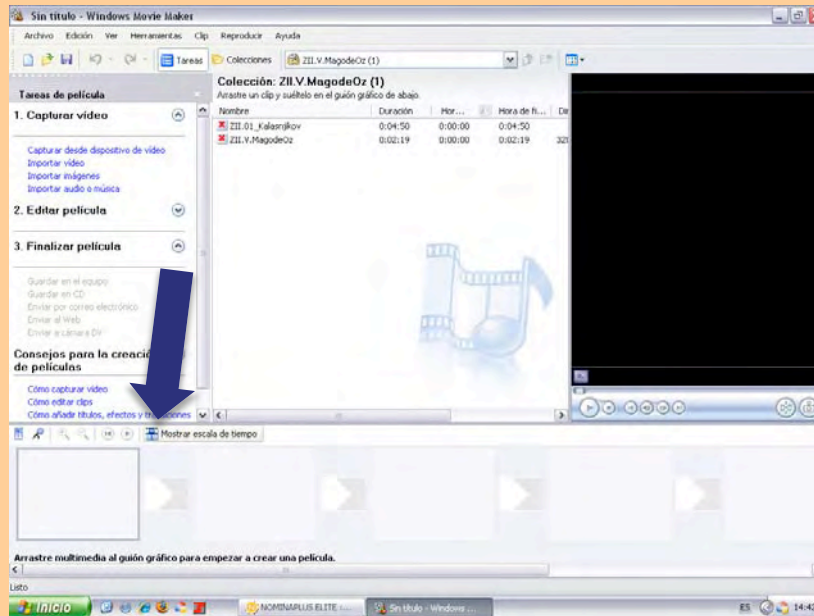 Sin título - Windows Movie Maker
Archivo Edición Ver Herramientas Clip Reproducir Ayuda
Tareas Colecciones ZII.V.MagodeOz (1)
Tareas de película
1. Capturar vídeo
Capturar desde dispositivo de vídeo
Importar vídeo
Importar imágenes
Importar audio o música
2. Editar película
3. Finalizar película
Guardar en el equipo
Guardar en CD
Enviar por correo electrónico
Enviar al Web
Enviar a cámara DV
Consejos para la creación
de películas
Cómo capturar vídeo
Cómo editar clips
Cómo añadir títulos, efectos y
Colección: ZII.V.MagodeOz (1)
Arrastre un clip y suéltelo en el guión gráfico de abajo.
Nombre Duración Hor... Hora de fi...
ZII.01_Kalasnjikov 0:04:50 0:00:00 0:04:50
ZII.V.MagodeOz 0:02:19 0:00:00 0:02:19
Mostrar escala de tiempo
Arrastre multimedia al guión gráfico para empezar a crear una película.
Listo
Inicio NOMINAPLUS ELITE Sin título - Windows ... ES 14:42